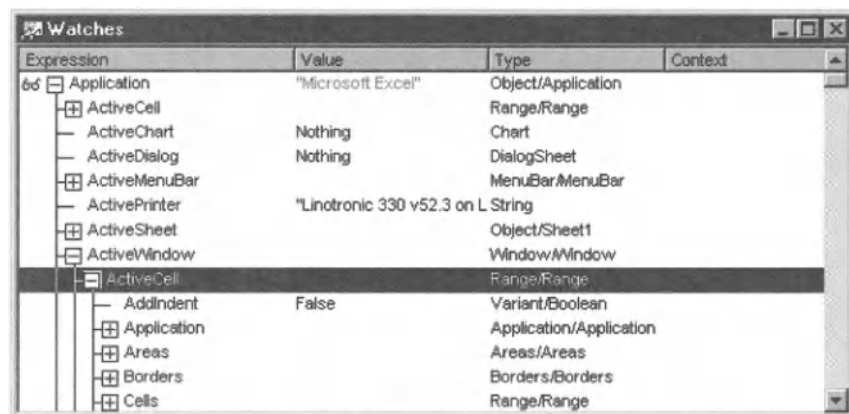 Watches
Expression Value Type Context
Application "Microsoft Excel" Object/Application
ActiveCell Range/Range
ActiveChart Nothing Chart
ActiveDialog Nothing DialogSheet
ActiveMenuBar MenuBar/MenuBar
ActivePrinter "Linotronic 330 v52.3 on L String
ActiveSheet Object/Sheet1
ActiveWindow Window/Window
ActiveCell Range/Range
AddIndent False Variant/Boolean
Application Application/Application
Areas Areas/Areas
Borders Borders/Borders
Cells Range/Range